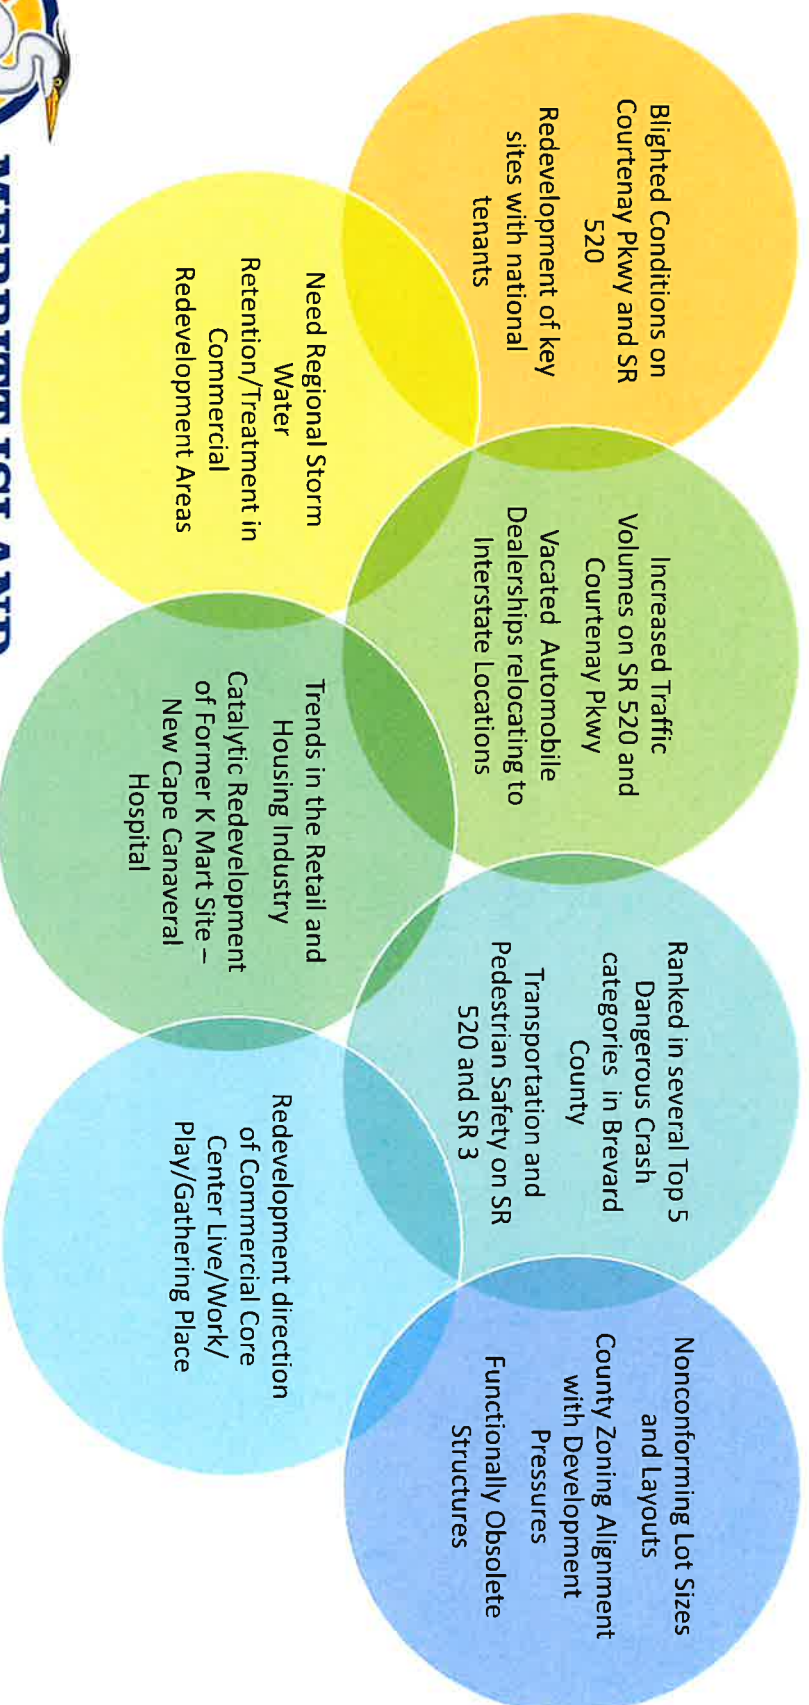 Blighted Conditions on
Courtenay Pkwy and SR
520
Redevelopment of key
sites with national
tenants
Need Regional Storm
Water
Retention/Treatment in
Commercial
Redevelopment Areas
Increased Traffic
Volumes on SR 520 and
Courtenay Pkwy
Vacated Automobile
Dealerships relocating to
Interstate Locations
Trends in the Retail and
Housing Industry
Catalytic Redevelopment
of Former K Mart Site –
New Cape Canaveral
Hospital
Ranked in several Top 5
Dangerous Crash
categories in Brevard
County
Transportation and
Pedestrian Safety on SR
520 and SR 3
Redevelopment direction
of Commercial Core
Center Live/Work/
Play/Gathering Place
Nonconforming Lot Sizes
and Layouts
County Zoning Alignment
with Development
Pressures
Functionally Obsolete
Structures
MERRITT ISLAND